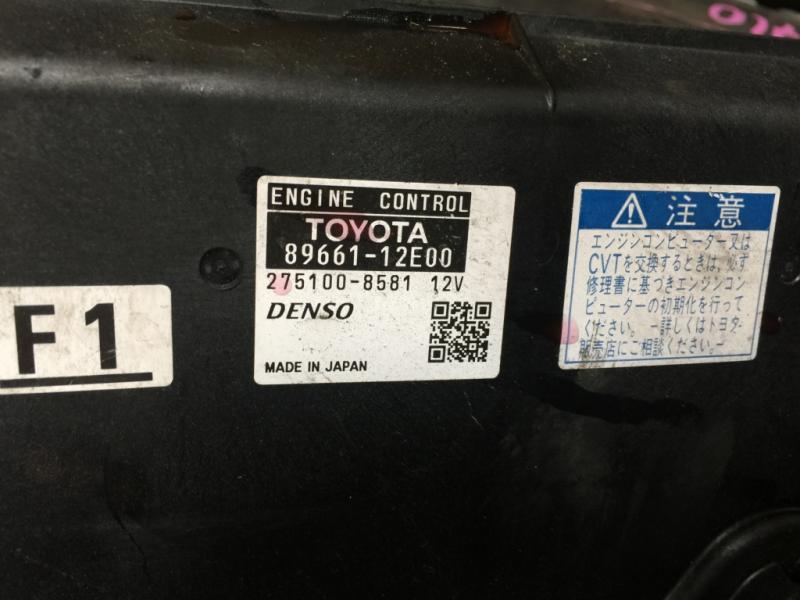 F1
ENGINE CONTROL
TOYOTA
89661-12E00
275100-8581 12V
DENSO
MADE IN JAPAN
⚠注意
エンジンコンピューター又は
CVTを交換するときは、必ず
修理書に基づきエンジンコン
ピューターの初期化を行って
ください。ー詳しくはトヨタ
販売店にご相談ください。ー